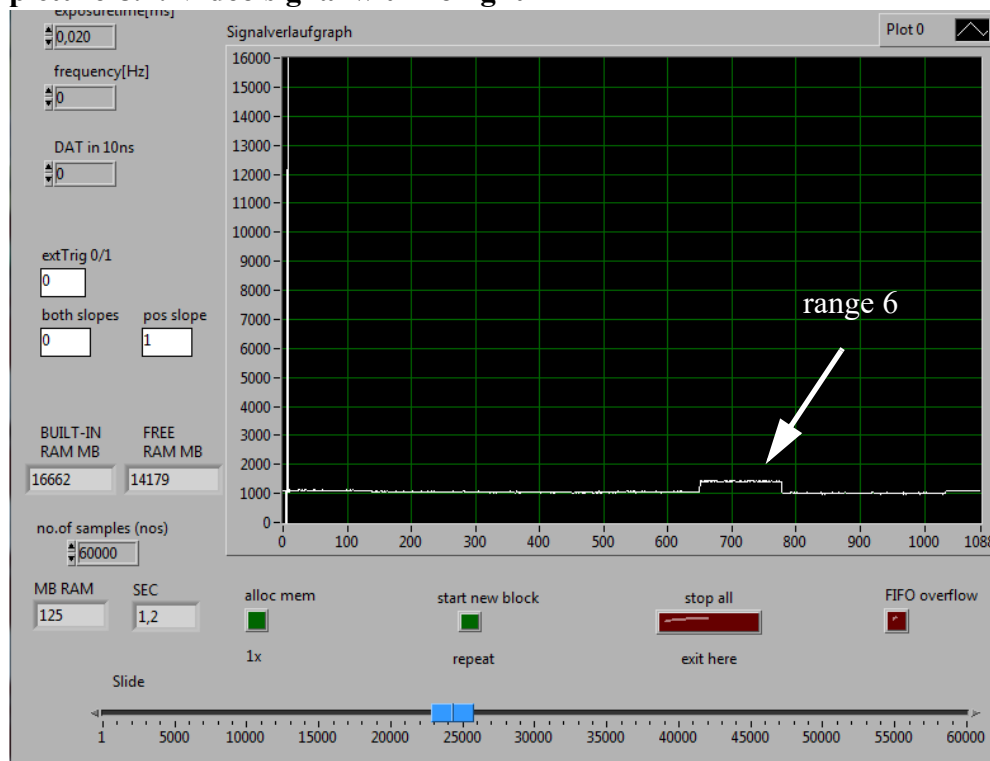 exposuretime[ms]
0,020
frequency[Hz]
0
DAT in 10ns
0
extTrig 0/1
0
both slopes pos slope
0 1
BUILT-IN FREE
RAM MB RAM MB
16662 14179
no.of samples (nos)
60000
MB RAM SEC
125 1,2
Signalverlaufgraph
Plot 0
16000
15000
14000
13000
12000
11000
10000
9000
8000
7000
6000
5000
4000
3000
2000
1000
0
range 6
0 100 200 300 400 500 600 700 800 900 1000 1088
alloc mem start new block stop all FIFO overflow
1x repeat exit here
Slide
1 5000 10000 15000 20000 25000 30000 35000 40000 45000 50000 55000 60000